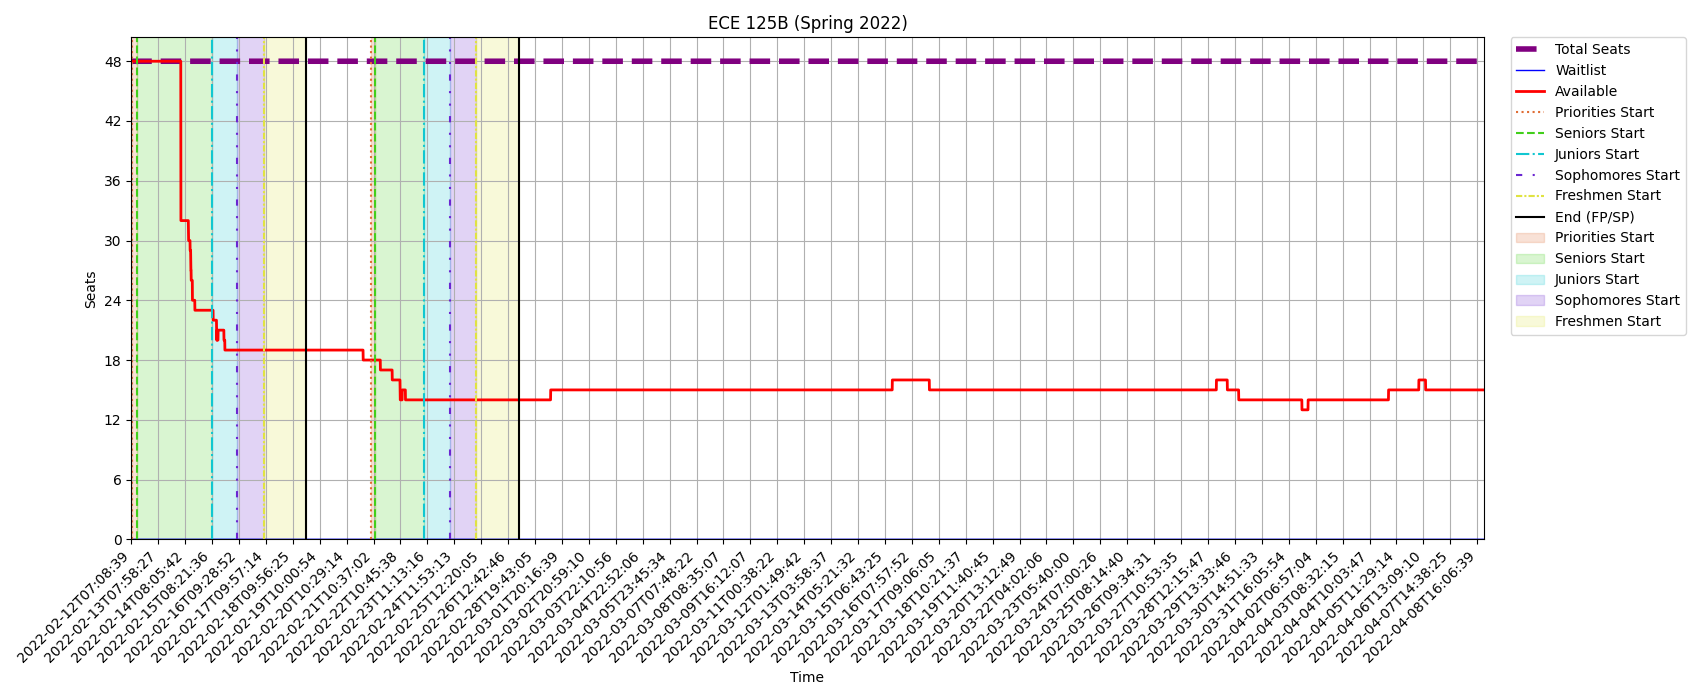 ECE 125B (Spring 2022)
Seats
48
42
36
30
24
18
12
6
0
2022-02-12T7:08:39
2022-02-13T7:58:27
2022-02-14T08:05:42
2022-02-15T08:21:36
2022-02-16T09:28:52
2022-02-17T09:57:14
2022-02-18T09:56:25
2022-02-19T10:00:54
2022-02-20T10:29:14
2022-02-21T10:37:02
2022-02-22T10:45:38
2022-02-23T11:13:16
2022-02-24T11:53:13
2022-02-25T12:20:05
2022-02-26T12:42:46
2022-02-28T19:43:05
2022-03-01T20:16:39
2022-03-02T20:59:10
2022-03-03T22:10:56
2022-03-04T22:52:06
2022-03-05T23:45:34
2022-03-07T07:48:22
2022-03-08T08:35:07
2022-03-09T16:12:07
2022-03-11T00:38:22
2022-03-12T01:49:42
2022-03-13T03:58:37
2022-03-14T05:21:32
2022-03-15T06:43:25
2022-03-16T07:57:52
2022-03-17T09:06:05
2022-03-18T10:21:37
2022-03-19T11:40:45
2022-03-20T13:12:49
2022-03-22T04:02:06
2022-03-23T05:40:00
2022-03-24T07:00:26
2022-03-25T08:14:40
2022-03-26T09:34:31
2022-03-27T10:53:35
2022-03-28T12:15:47
2022-03-29T13:33:46
2022-03-30T14:51:33
2022-03-31T16:05:54
2022-04-02T06:57:04
2022-04-03T08:32:15
2022-04-04T10:03:47
2022-04-05T11:29:14
2022-04-06T13:09:10
2022-04-07T14:38:25
2022-04-08T16:06:39
Time
Total Seats
Waitlist
Available
Priorities Start
Seniors Start
Juniors Start
Sophomores Start
Freshmen Start
End (FP/SP)
Priorities Start
Seniors Start
Juniors Start
Sophomores Start
Freshmen Start